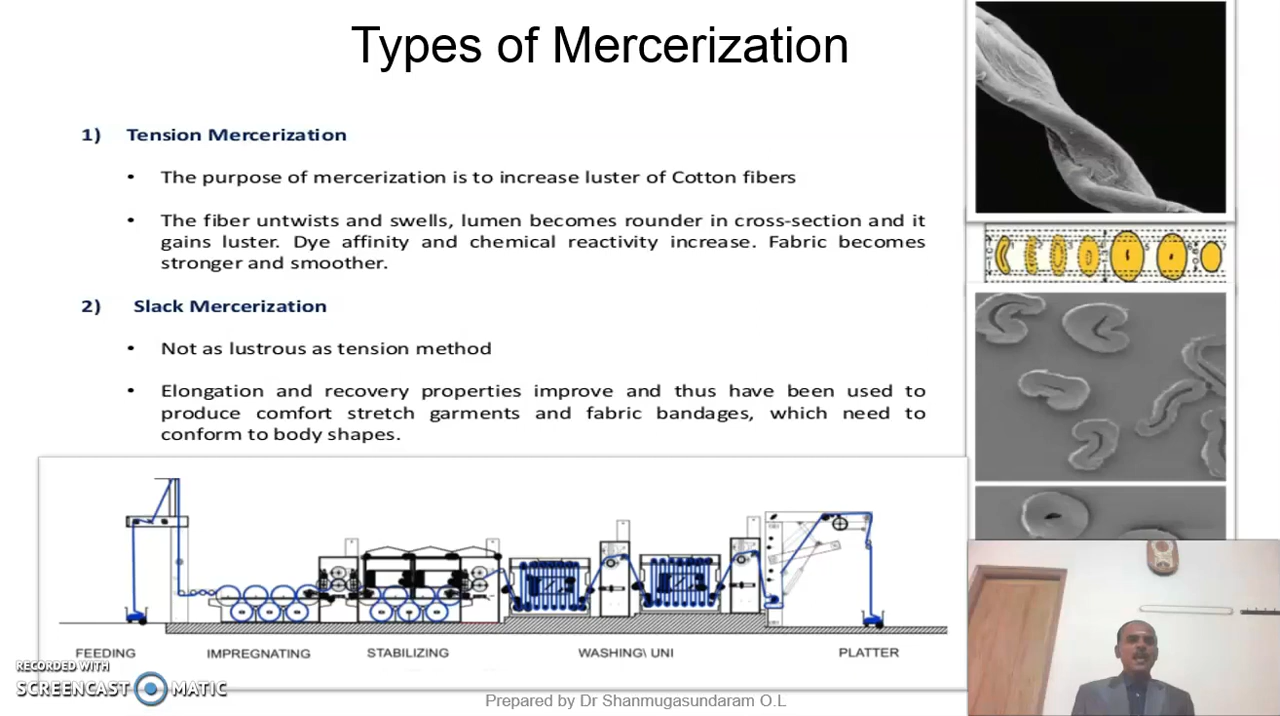 Types of Mercerization
1) Tension Mercerization
• The purpose of mercerization is to increase luster of Cotton fibers
• The fiber untwists and swells, lumen becomes rounder in cross-section and it
gains luster. Dye affinity and chemical reactivity increase. Fabric becomes
stronger and smoother.
2) Slack Mercerization
• Not as lustrous as tension method
• Elongation and recovery properties improve and thus have been used to
produce comfort stretch garments and fabric bandages, which need to
conform to body shapes.
FEEDING IMPREGNATING STABILIZING WASHING\ UNI PLATTER
RECORDED WITH
SCREENCAST MATIC
Prepared by Dr Shanmugasundaram O.L